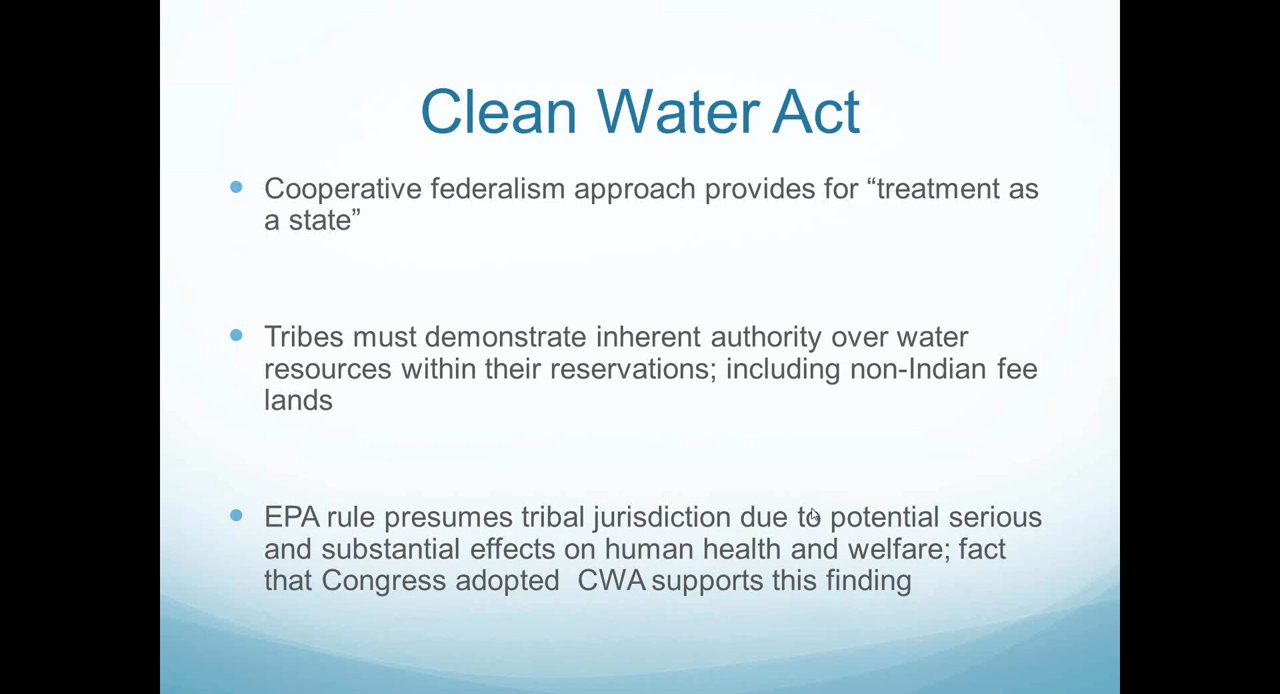 Clean Water Act
Cooperative federalism approach provides for “treatment as
a state”
Tribes must demonstrate inherent authority over water
resources within their reservations; including non-Indian fee
lands
EPA rule presumes tribal jurisdiction due to potential serious
and substantial effects on human health and welfare; fact
that Congress adopted  CWA supports this finding